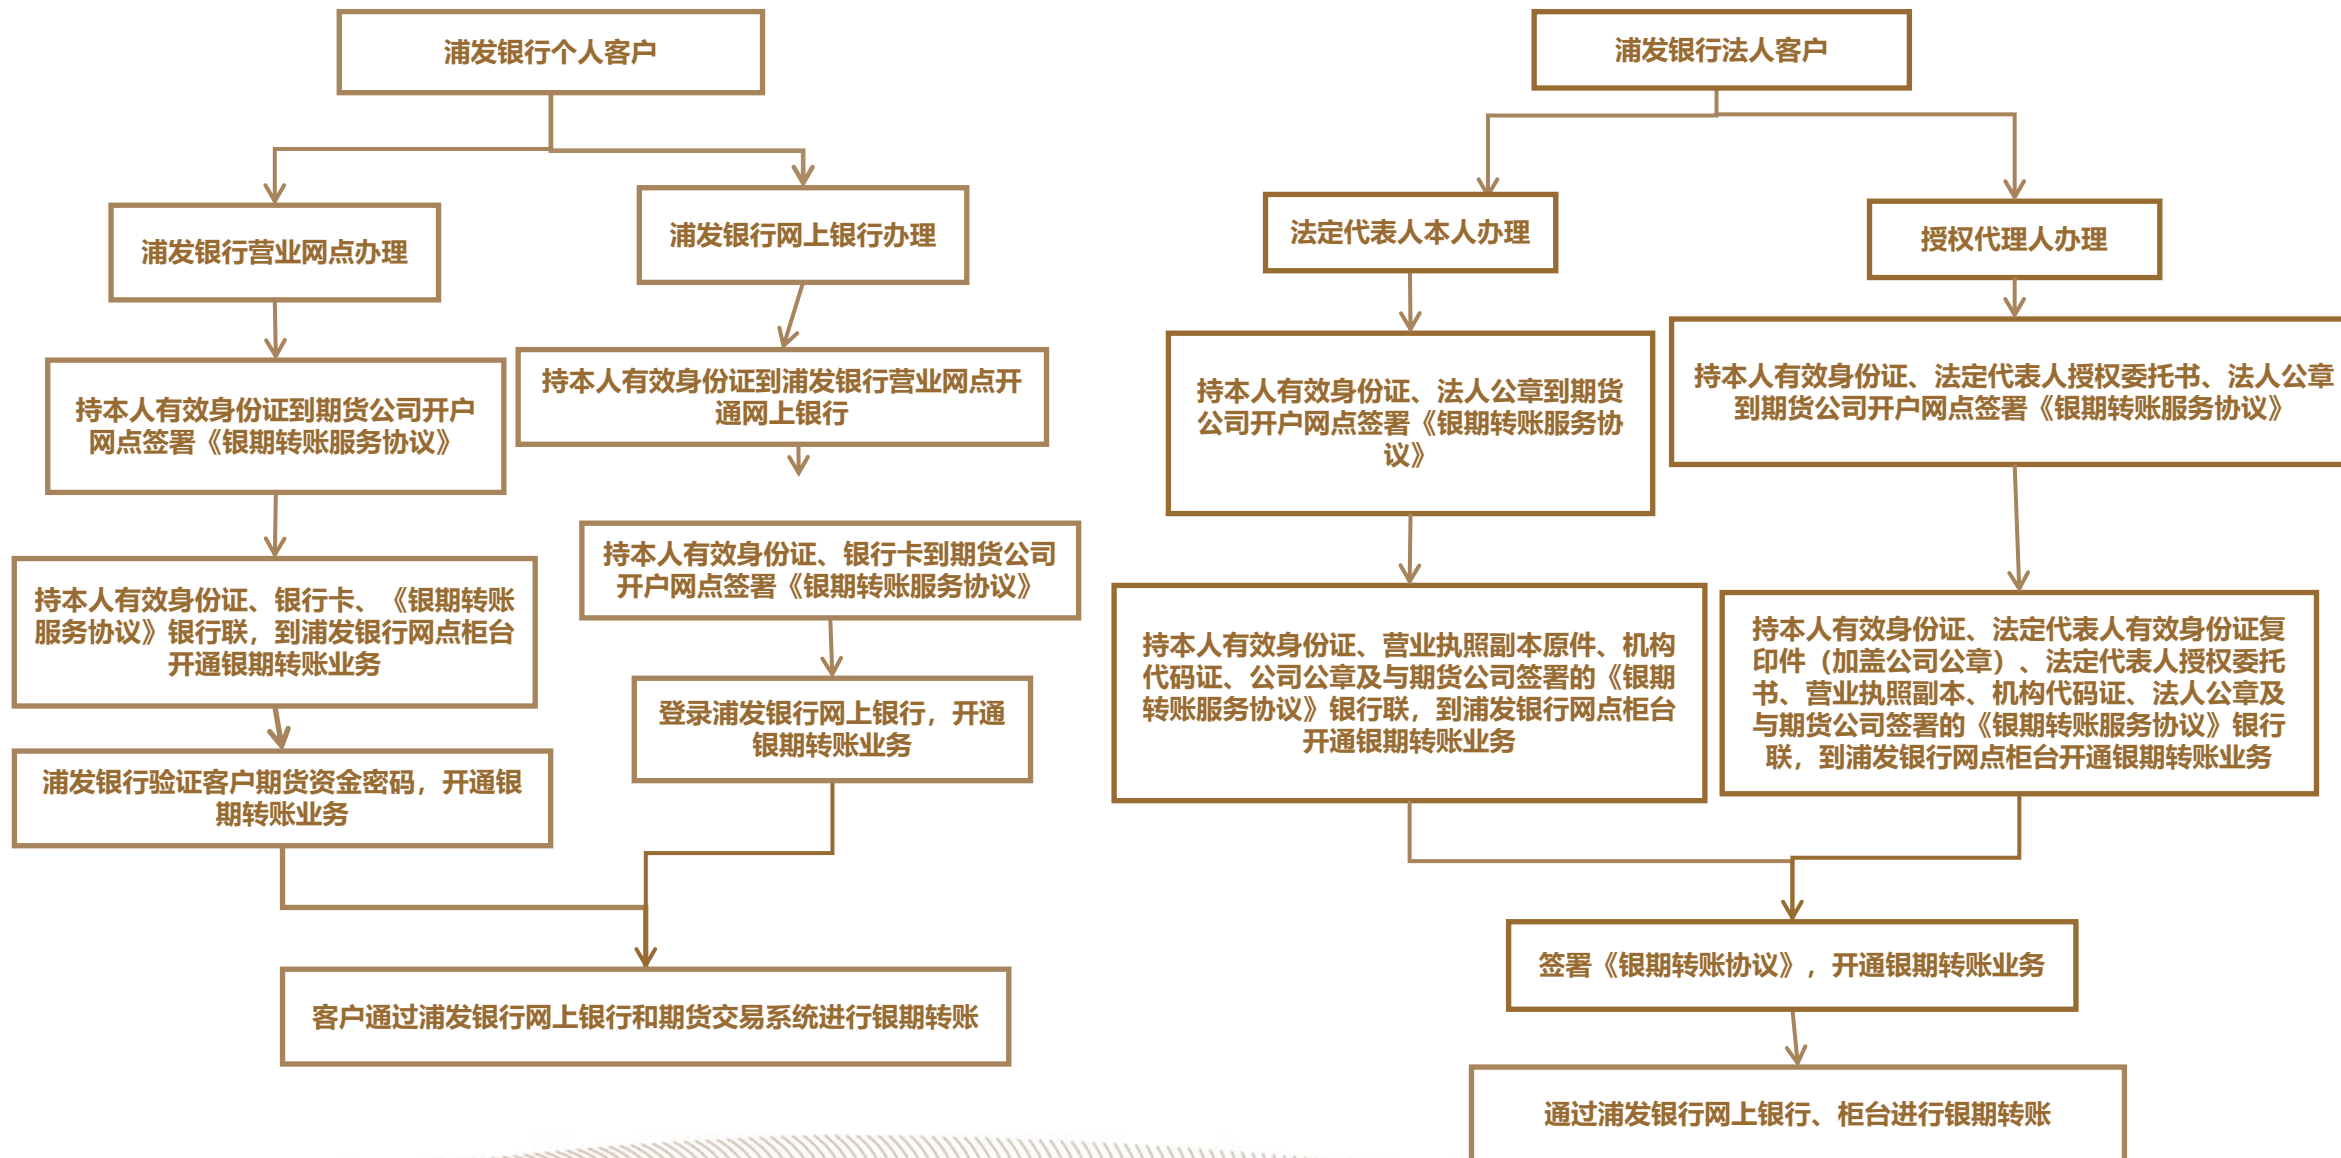 浦发银行个人客户
浦发银行营业网点办理
浦发银行网上银行办理
持本人有效身份证到期货公司开户
网点签署《银期转账服务协议》
持本人有效身份证到浦发银行营业网点开
通网上银行
持本人有效身份证、银行卡、《银期转账
服务协议》银行联，到浦发银行网点柜台
开通银期转账业务
持本人有效身份证、银行卡到期货公司
开户网点签署《银期转账服务协议》
浦发银行验证客户期货资金密码，开通银
期转账业务
登录浦发银行网上银行，开通
银期转账业务
客户通过浦发银行网上银行和期货交易系统进行银期转账
浦发银行法人客户
法定代表人本人办理
授权代理人办理
持本人有效身份证、法人公章到期货
公司开户网点签署《银期转账服务协
议》
持本人有效身份证、法定代表人授权委托书、法人公章
到期货公司开户网点签署《银期转账服务协议》
持本人有效身份证、营业执照副本原件、机构
代码证、公司公章及与期货公司签署的《银期
转账服务协议》银行联，到浦发银行网点柜台
开通银期转账业务
持本人有效身份证、法定代表人有效身份证复
印件（加盖公司公章）、法定代表人授权委托
书、营业执照副本、机构代码证、法人公章及
与期货公司签署的《银期转账服务协议》银行
联，到浦发银行网点柜台开通银期转账业务
签署《银期转账协议》，开通银期转账业务
通过浦发银行网上银行、柜台进行银期转账